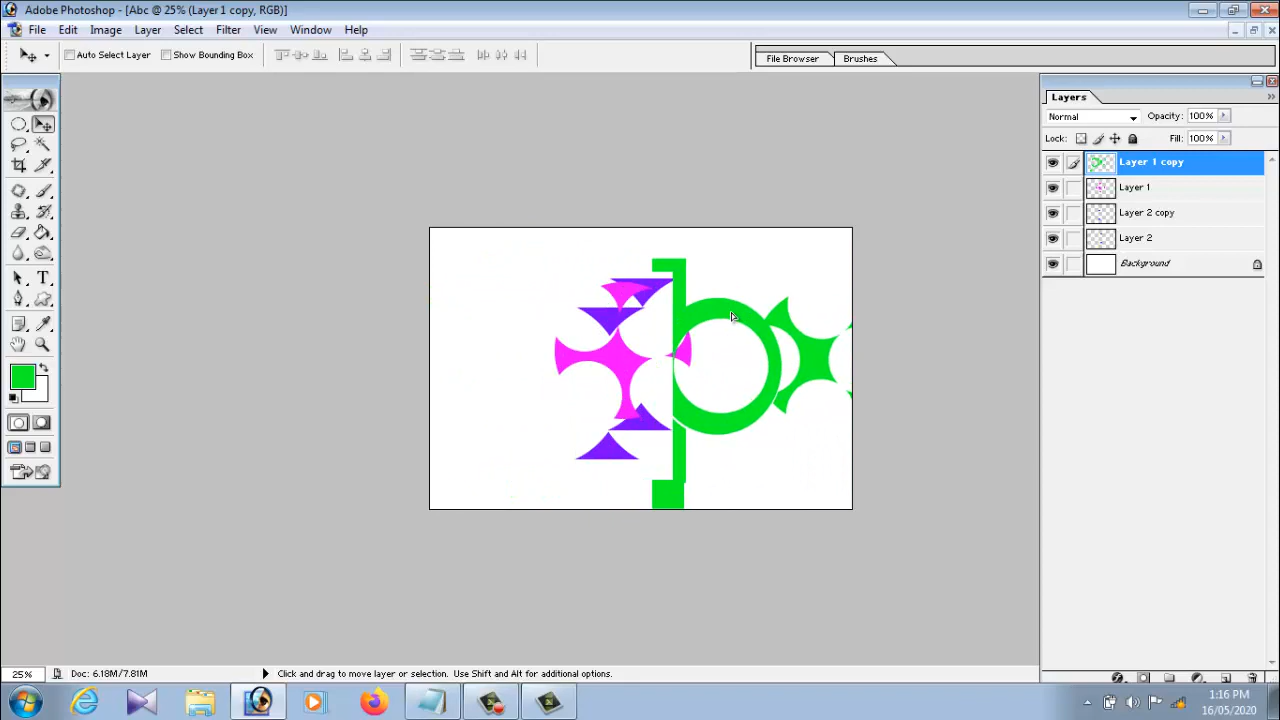 Adobe Photoshop - [Abc @ 25% (Layer 1 copy, RGB)]
File Edit Image Layer Select Filter View Window Help
Auto Select Layer Show Bounding Box File Browser Brushes
Layers
Normal Opacity: 100%
Lock: Fill: 100%
Layer 1 copy
Layer 1
Layer 2 copy
Layer 2
Background
T
25% Doc: 6.18M/7.81M Click and drag to move layer or selection. Use Shift and Alt for additional options.
1:16 PM
16/05/2020